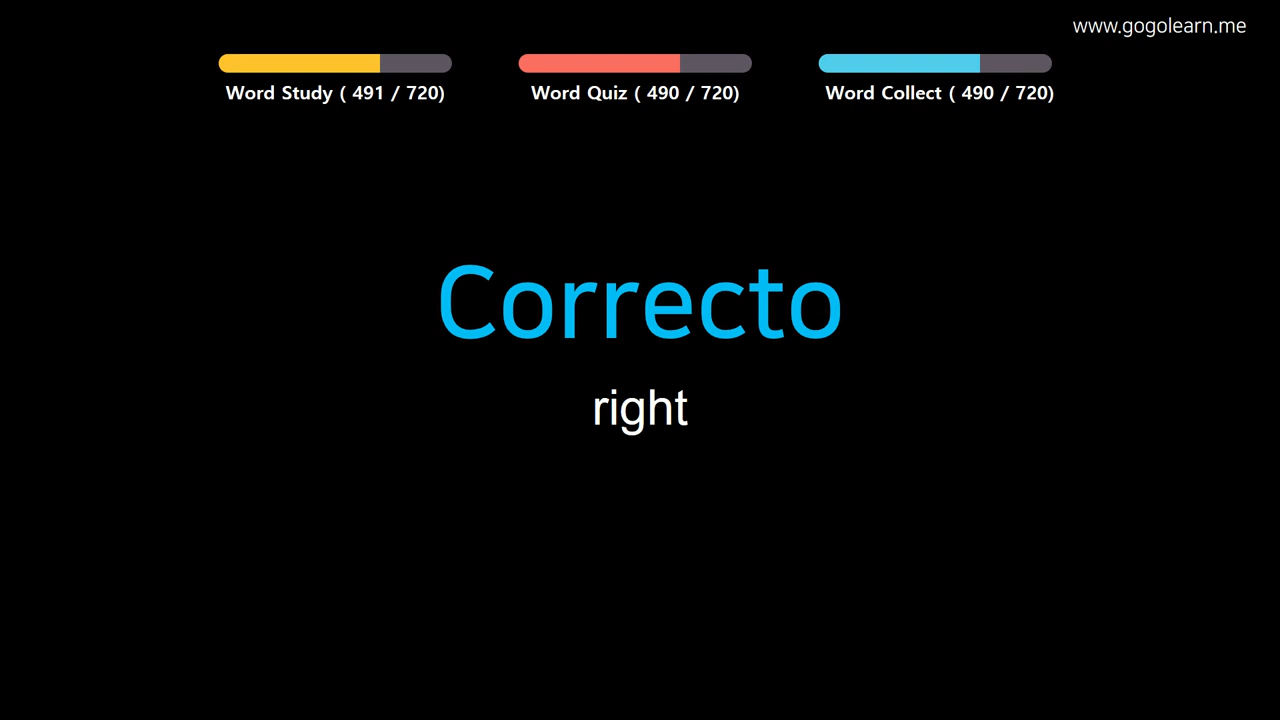 www.gogolearn.me
Word Study ( 491 / 720)
Word Quiz ( 490 / 720)
Word Collect ( 490 / 720)
Correcto
right